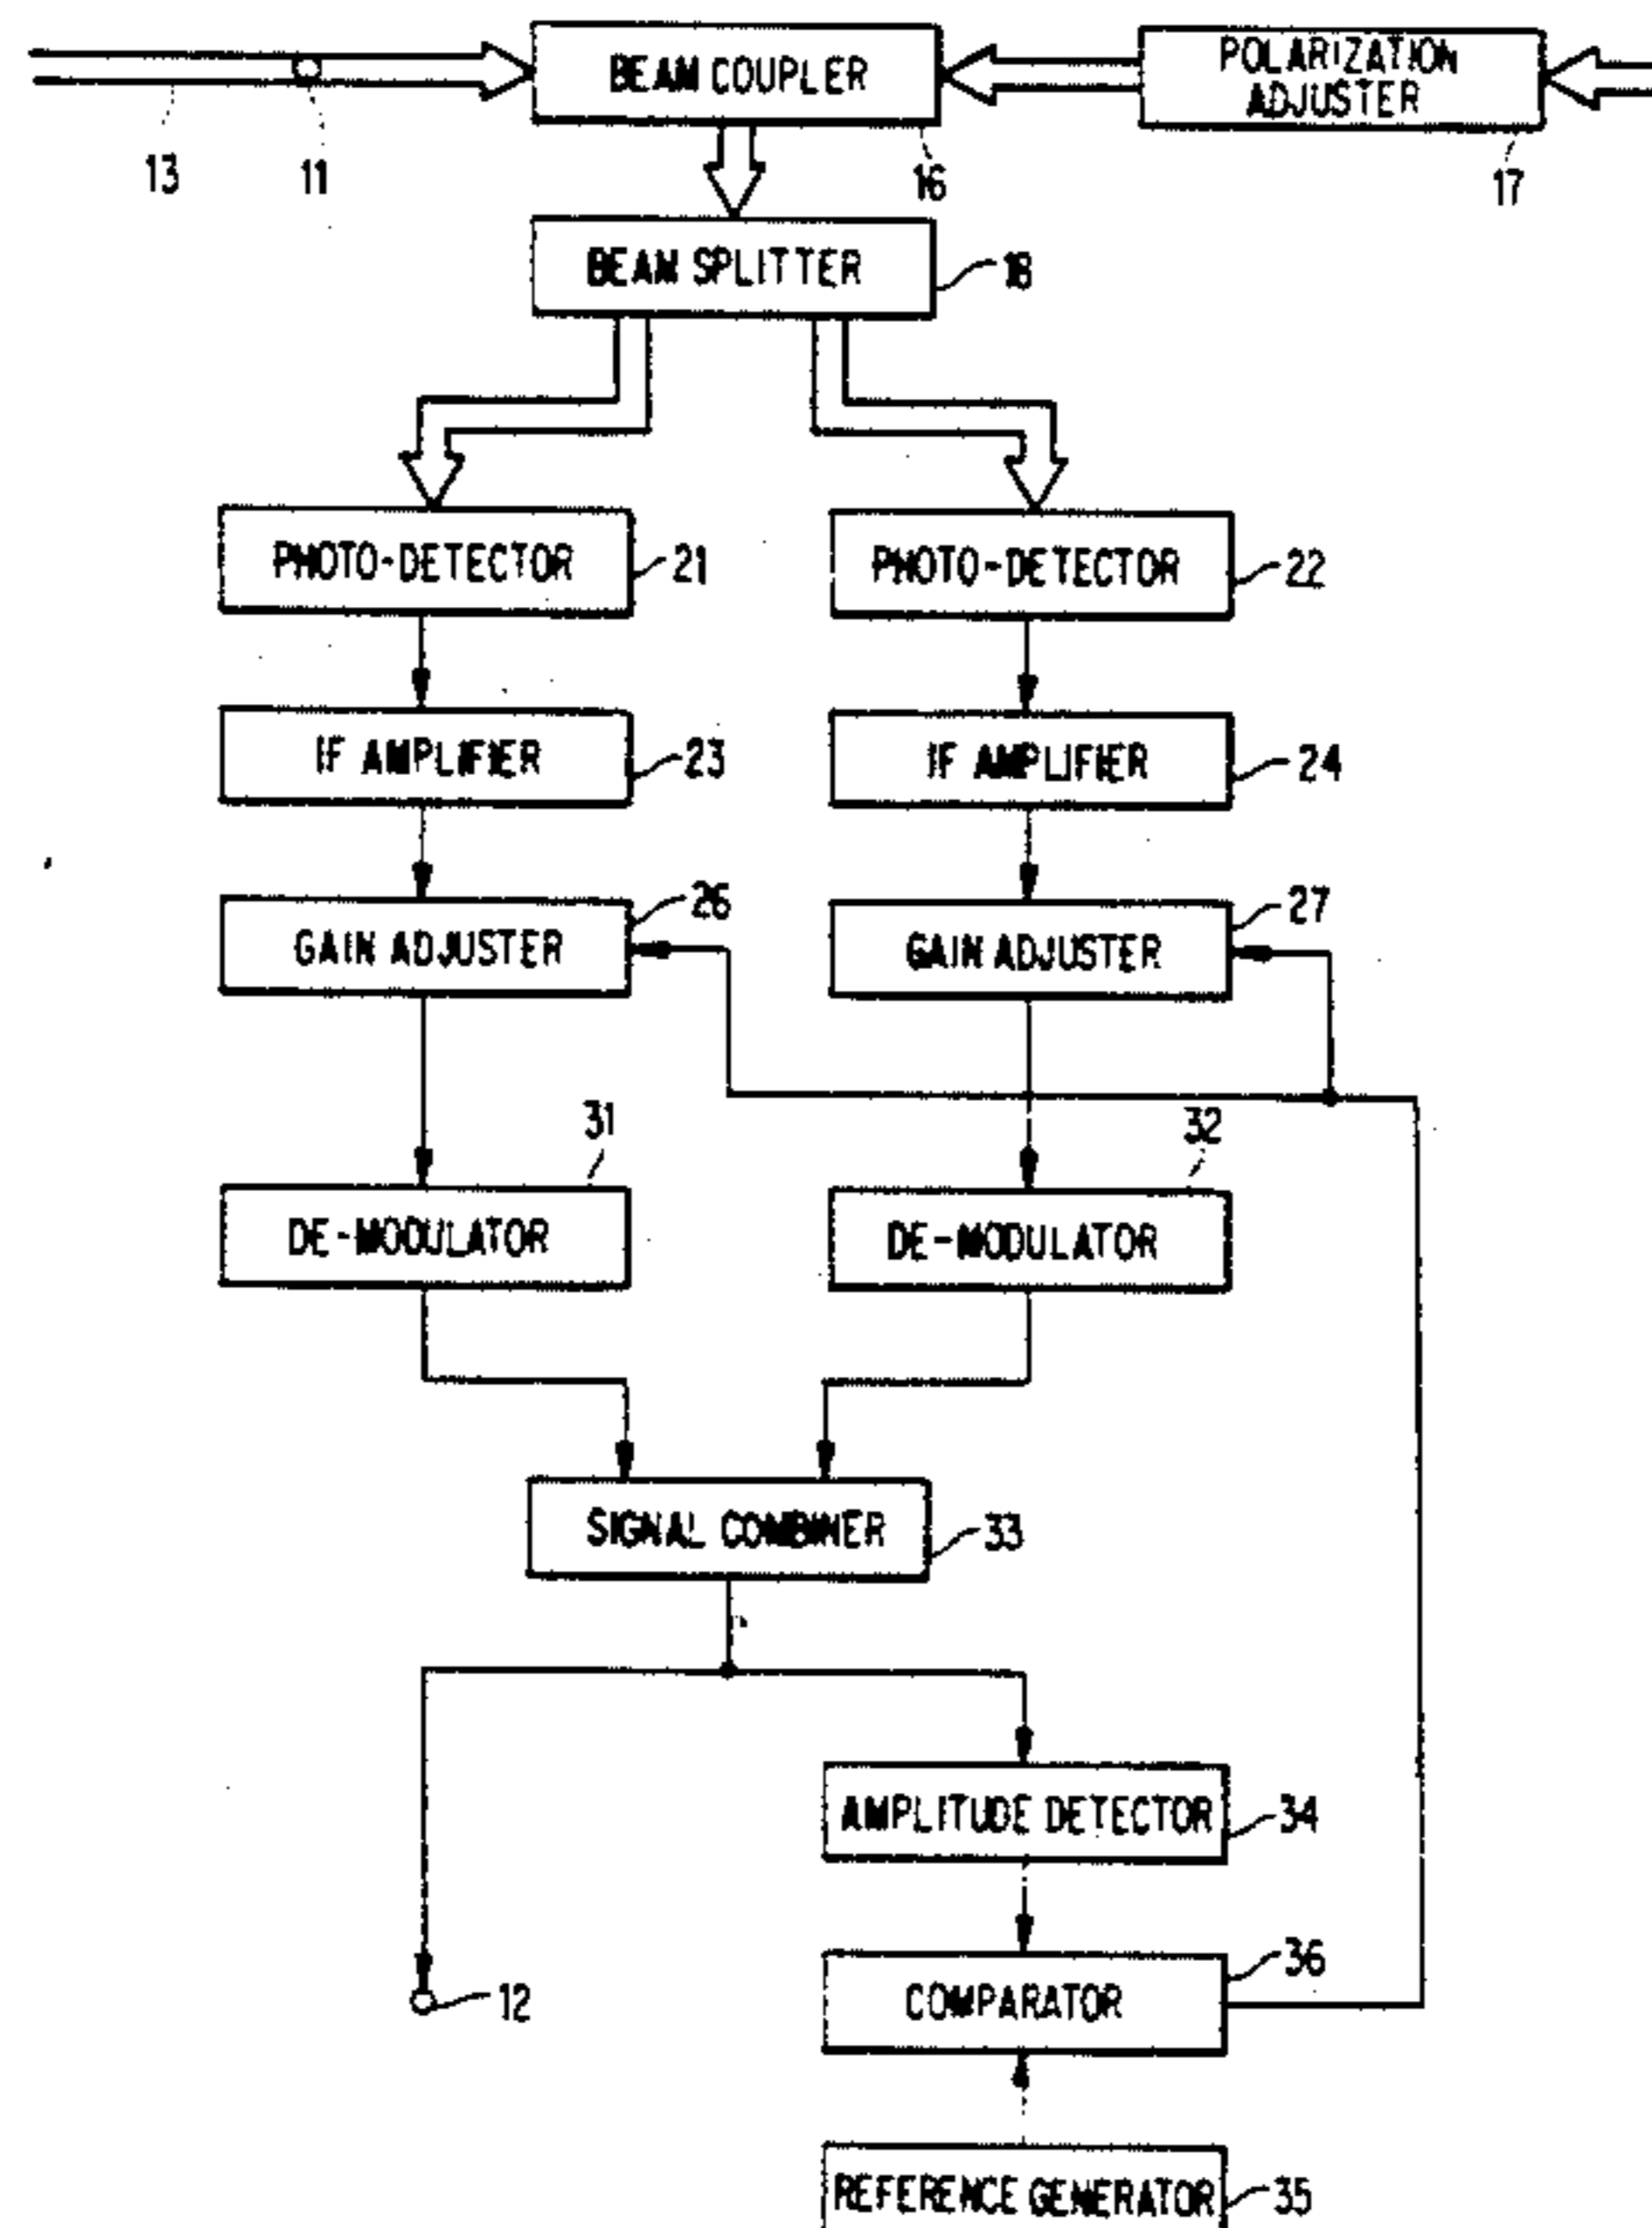 BEAM COUPLER
POLARIZATION
ADJUSTER
13
11
16
17
BEAM SPLITTER
18
PHOTO-DETECTOR
21
PHOTO-DETECTOR
22
IF AMPLIFIER
23
IF AMPLIFIER
24
GAIN ADJUSTER
26
GAIN ADJUSTER
27
31
32
DE-MODULATOR
DE-MODULATOR
SIGNAL COMBINER
33
AMPLITUDE DETECTOR
34
12
COMPARATOR
36
REFERENCE GENERATOR
35